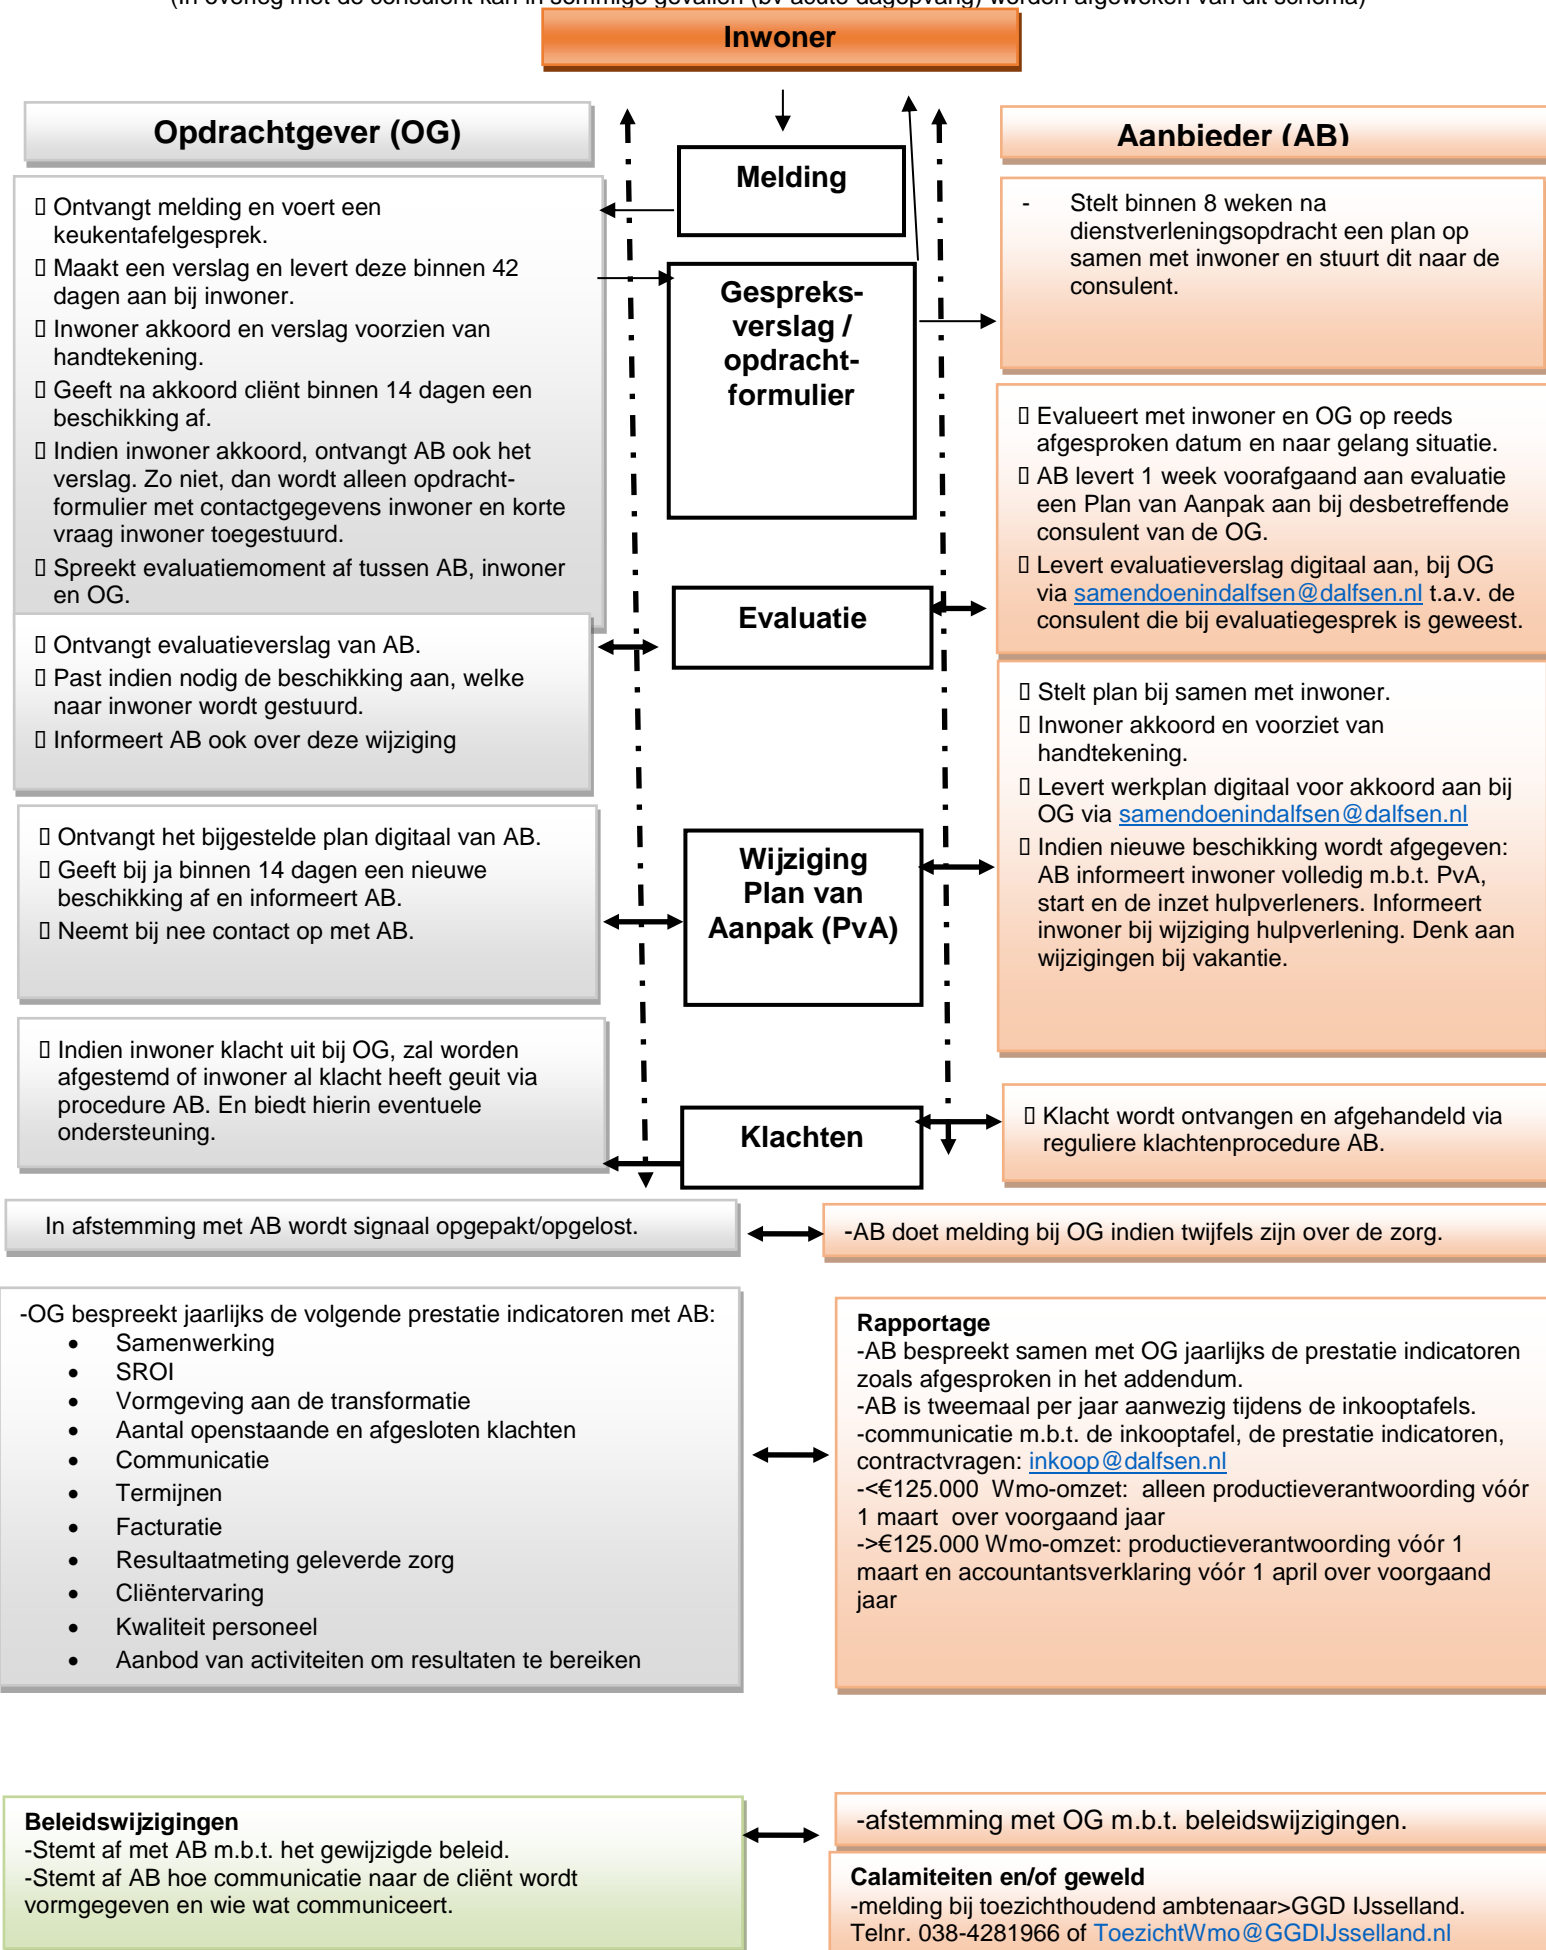 (in overleg met de consulent kan in sommige gevallen (bv acute dagopvang) worden afgeweken van dit schema)
Inwoner
Opdrachtgever (OG)
Ontvangt melding en voert een
keukentafelgesprek.
Maakt een verslag en levert deze binnen 42
dagen aan bij inwoner.
Inwoner akkoord en verslag voorzien van
handtekening.
Geeft na akkoord cliënt binnen 14 dagen een
beschikking af.
Indien inwoner akkoord, ontvangt AB ook het
verslag. Zo niet, dan wordt alleen opdracht-
formulier met contactgegevens inwoner en korte
vraag inwoner toegestuurd.
Spreekt evaluatiemoment af tussen AB, inwoner
en OG.
Melding
Gespreks-
verslag /
opdracht-
formulier
Aanbieder (AB)
- Stelt binnen 8 weken na
dienstverleningsopdracht een plan op
samen met inwoner en stuurt dit naar de
consulent.
Ontvangt evaluatieverslag van AB.
Past indien nodig de beschikking aan, welke
naar inwoner wordt gestuurd.
Informeert AB ook over deze wijziging
Evaluatie
Evalueert met inwoner en OG op reeds
afgesproken datum en naar gelang situatie.
AB levert 1 week voorafgaand aan evaluatie
een Plan van Aanpak aan bij desbetreffende
consulent van de OG.
Levert evaluatieverslag digitaal aan, bij OG
via samendoenindalfsen@dalfsen.nl t.a.v. de
consulent die bij evaluatiegesprek is geweest.
Ontvangt het bijgestelde plan digitaal van AB.
Geeft bij ja binnen 14 dagen een nieuwe
beschikking af en informeert AB.
Neemt bij nee contact op met AB.
Wijziging
Plan van
Aanpak (PvA)
Stelt plan bij samen met inwoner.
Inwoner akkoord en voorziet van
handtekening.
Levert werkplan digitaal voor akkoord aan bij
OG via samendoenindalfsen@dalfsen.nl
Indien nieuwe beschikking wordt afgegeven:
AB informeert inwoner volledig m.b.t. PvA,
start en de inzet hulpverleners. Informeert
inwoner bij wijziging hulpverlening. Denk aan
wijzigingen bij vakantie.
Indien inwoner klacht uit bij OG, zal worden
afgestemd of inwoner al klacht heeft geuit via
procedure AB. En biedt hierin eventuele
ondersteuning.
Klachten
Klacht wordt ontvangen en afgehandeld via
reguliere klachtenprocedure AB.
In afstemming met AB wordt signaal opgepakt/opgelost.
-AB doet melding bij OG indien twijfels zijn over de zorg.
-OG bespreekt jaarlijks de volgende prestatie indicatoren met AB:
• Samenwerking
• SROI
• Vormgeving aan de transformatie
• Aantal openstaande en afgesloten klachten
• Communicatie
• Termijnen
• Facturatie
• Resultaatmeting geleverde zorg
• Cliëntervaring
• Kwaliteit personeel
• Aanbod van activiteiten om resultaten te bereiken
Rapportage
-AB bespreekt samen met OG jaarlijks de prestatie indicatoren
zoals afgesproken in het addendum.
-AB is tweemaal per jaar aanwezig tijdens de inkooptafels.
-communicatie m.b.t. de inkooptafel, de prestatie indicatoren,
contractvragen: inkoop@dalfsen.nl
-<€125.000 Wmo-omzet: alleen productieverantwoording vóór
1 maart over voorgaand jaar
->€125.000 Wmo-omzet: productieverantwoording vóór 1
maart en accountantsverklaring vóór 1 april over voorgaand
jaar
Beleidswijzigingen
-Stemt af met AB m.b.t. het gewijzigde beleid.
-Stemt af AB hoe communicatie naar de cliënt wordt
vormgegeven en wie wat communiceert.
-afstemming met OG m.b.t. beleidswijzigingen.
Calamiteiten en/of geweld
-melding bij toezichthoudend ambtenaar>GGD IJsselland.
Telnr. 038-4281966 of ToezichtWmo@GGDIJsselland.nl